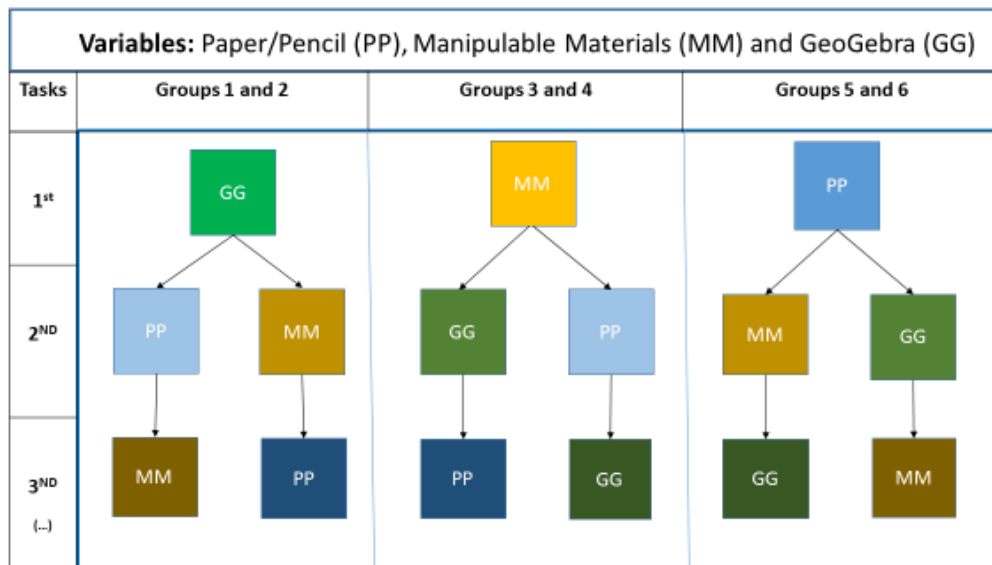 Variables: Paper/Pencil (PP), Manipulable Materials (MM) and GeoGebra (GG)
Tasks Groups 1 and 2 Groups 3 and 4 Groups 5 and 6
1st GG MM PP
2ND PP MM GG PP MM GG
3ND MM PP PP GG GG MM
(...)